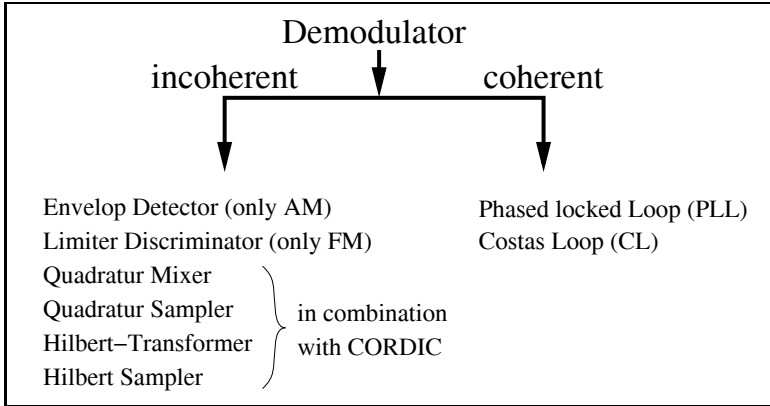 Demodulator
incoherent
coherent
Envelop Detector (only AM)
Limiter Discriminator (only FM)
Quadratur Mixer
Quadratur Sampler
Hilbert−Transformer
Hilbert Sampler
in combination
with CORDIC
Phased locked Loop (PLL)
Costas Loop (CL)